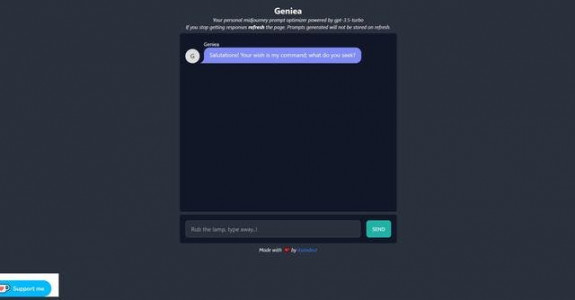 Geniea
Your personal midjourney prompt optimizer powered by gpt-3.5-turbo
If you stop getting responses refresh the page. Prompts generated will not be stored on refresh.
Geniea
G
Salutations! Your wish is my command; what do you seek?
Rub the lamp, type away..!
SEND
Made with ❤ by
Support me